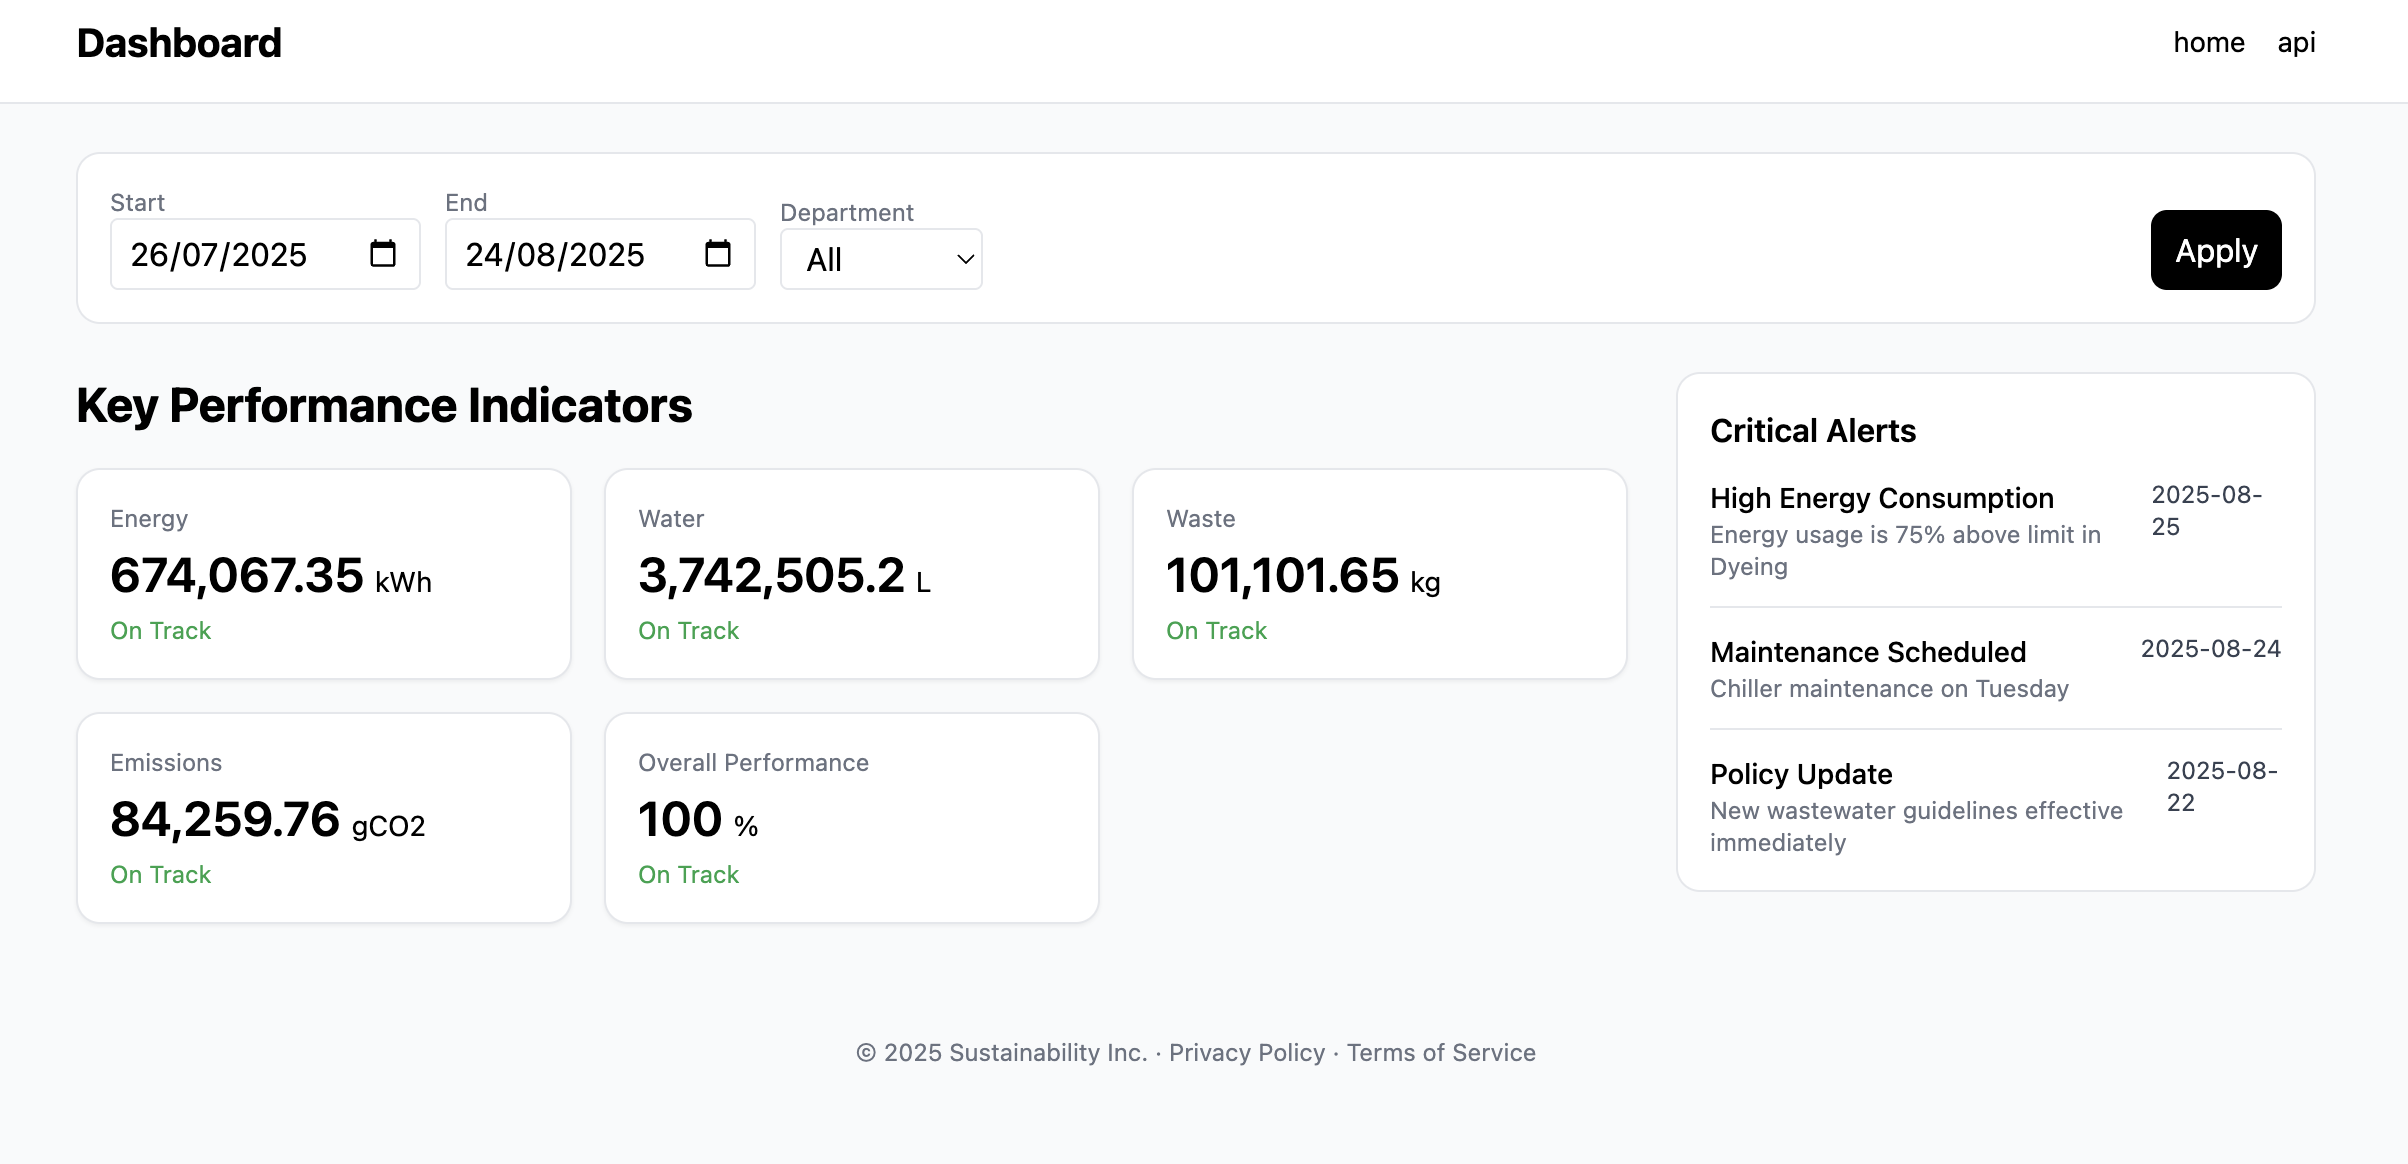 Dashboard
home
api
Start
26/07/2025
End
24/08/2025
Department
All
Apply
Key Performance Indicators
Energy
674,067.35 kWh
On Track
Water
3,742,505.2 L
On Track
Waste
101,101.65 kg
On Track
Emissions
84,259.76 gCO2
On Track
Overall Performance
100 %
On Track
Critical Alerts
High Energy Consumption
Energy usage is 75% above limit in
Dyeing
2025-08-
25
Maintenance Scheduled
Chiller maintenance on Tuesday
2025-08-24
Policy Update
New wastewater guidelines effective
immediately
2025-08-
22
© 2025 Sustainability Inc. · Privacy Policy · Terms of Service